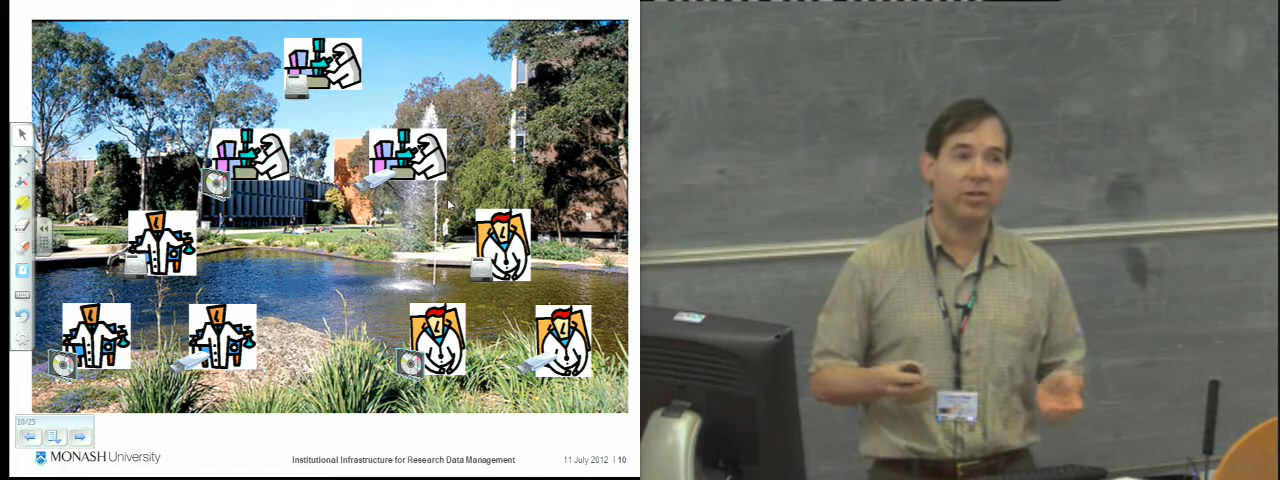 10/25
MONASH University
Institutional Infrastructure for Research Data Management
11 July 2012 | 10